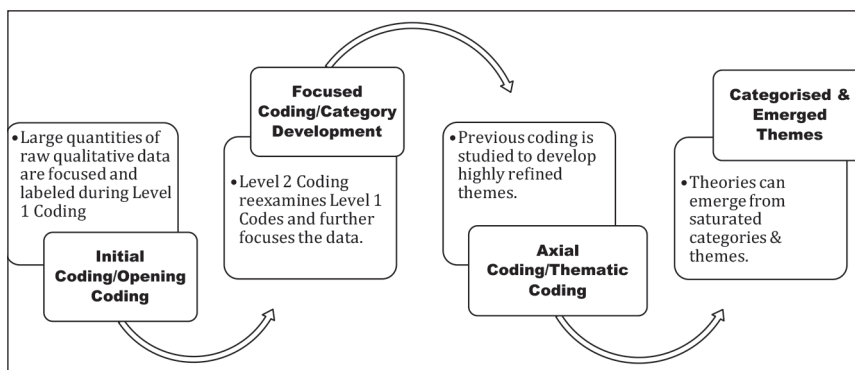 •Large quantities of
raw qualitative data
are focused and
labeled during Level
1 Coding
Initial
Coding/Opening
Coding
Focused
Coding/Category
Development
•Level 2 Coding
reexamines Level 1
Codes and further
focuses the data.
•Previous coding is
studied to develop
highly refined
themes.
Axial
Coding/Thematic
Coding
Categorised &
Emerged
Themes
•Theories can
emerge from
saturated
categories &
themes.